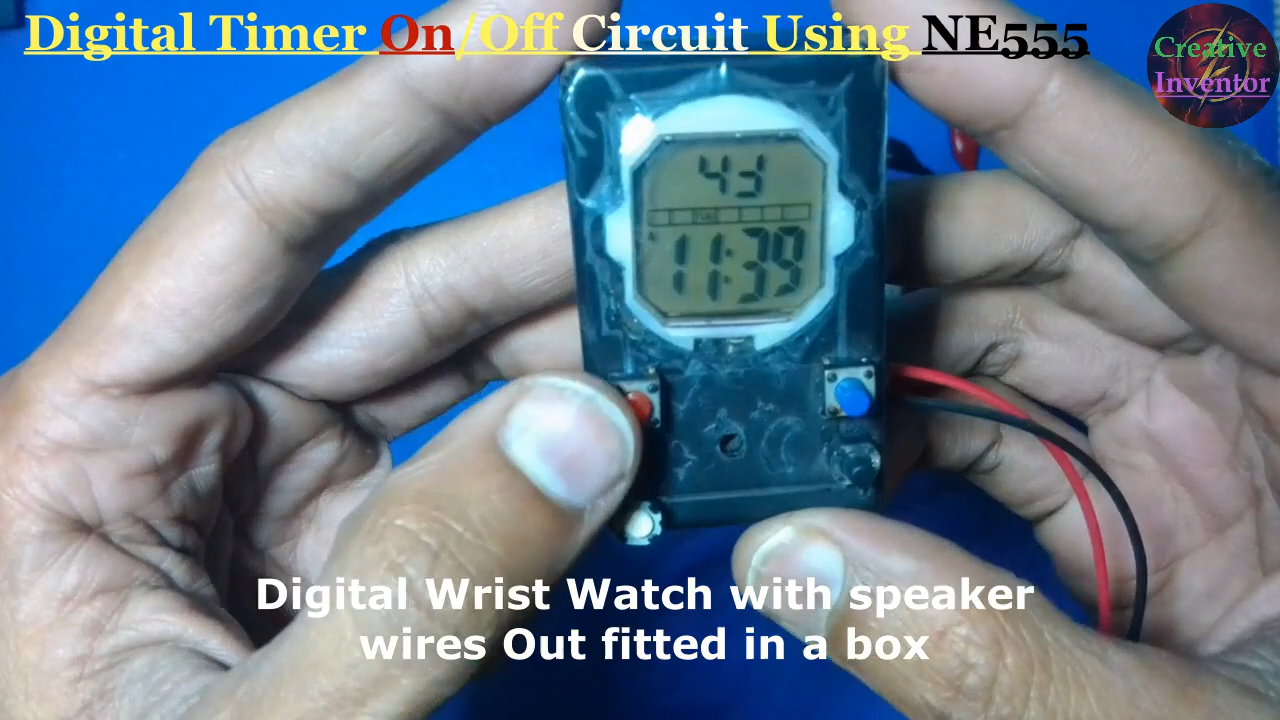 Digital Timer On/Off Circuit Using NE555
Creative
Inventor
43
11:39
Digital Wrist Watch with speaker
wires Out fitted in a box